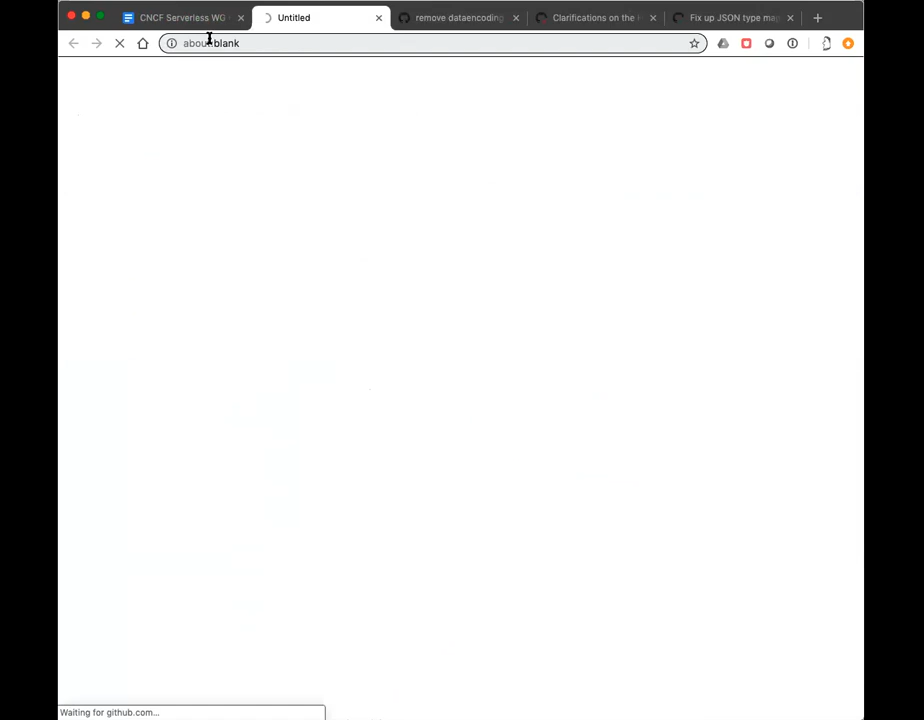 CNCF Serverless WG
Untitled
remove dataencoding
Clarifications on the
Fix up JSON type map
about:blank
Waiting for github.com...